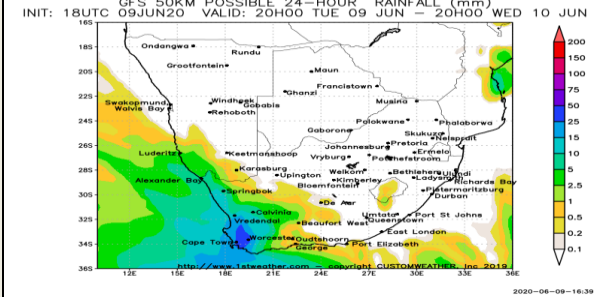 GFS 50KM POSSIBLE 24-HOUR RAINFALL (mm)
INIT: 18UTC 09JUN20 VALID: 20H00 TUE 09 JUN - 20H00 WED 10 JUN
16S
18S
20S
22S
24S
26S
28S
30S
32S
34S
36S
Ondangwa
Rundu
Grootfontein
Maun
Francistown
Ghanzi
Musina
Swakopmund
Windhoek
Gobabis
Walvis Bay
Rehoboth
Polokwane
Phalaborwa
Gaborone
Skukuza
Nelspruit
Pretoria
Johannesburg
Ermelo
Luderitz
Keetmanshoop
Vryburg
Potchefstroom
Karasburg
Upington
Welkom
Bethlehem
Ulundi
Ladysmith
Kimberley
Richards Bay
Alexander Bay
Bloemfontein
Springbok
Pietermaritzburg
Durban
De Aar
Calvinia
Umtata
Port St Johns
Vredendal
Queenstown
Beaufort West
East London
Worcester
Cape Town
Oudtshoorn
George
Port Elizabeth
http://www.1stweather.com - copyright CUSTOMWEATHER, Inc 2019
12E 15E 18E 21E 24E 27E 30E 33E 36E
200
150
100
75
50
25
15
10
5
2.5
1
0.5
0.2
0.1
2020-06-09-16:39